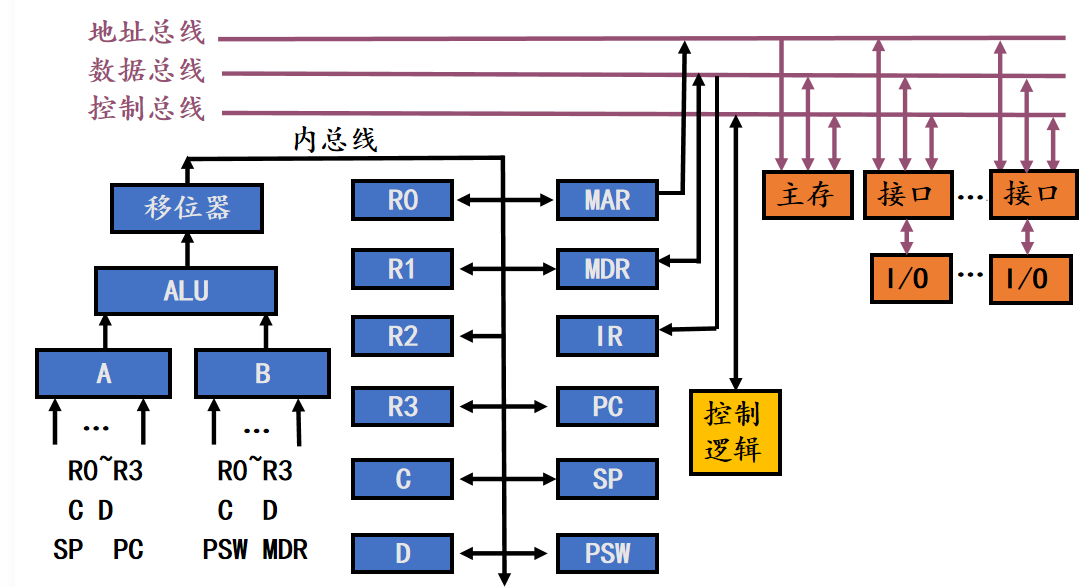 地址总线
数据总线
控制总线
内总线
移位器
ALU
A
B
...
...
R0~R3
C D
SP PC
R0~R3
C D
PSW MDR
R0
R1
R2
R3
C
D
MAR
MDR
IR
PC
SP
PSW
控制
逻辑
主存
接口
...
接口
I/O
...
I/O